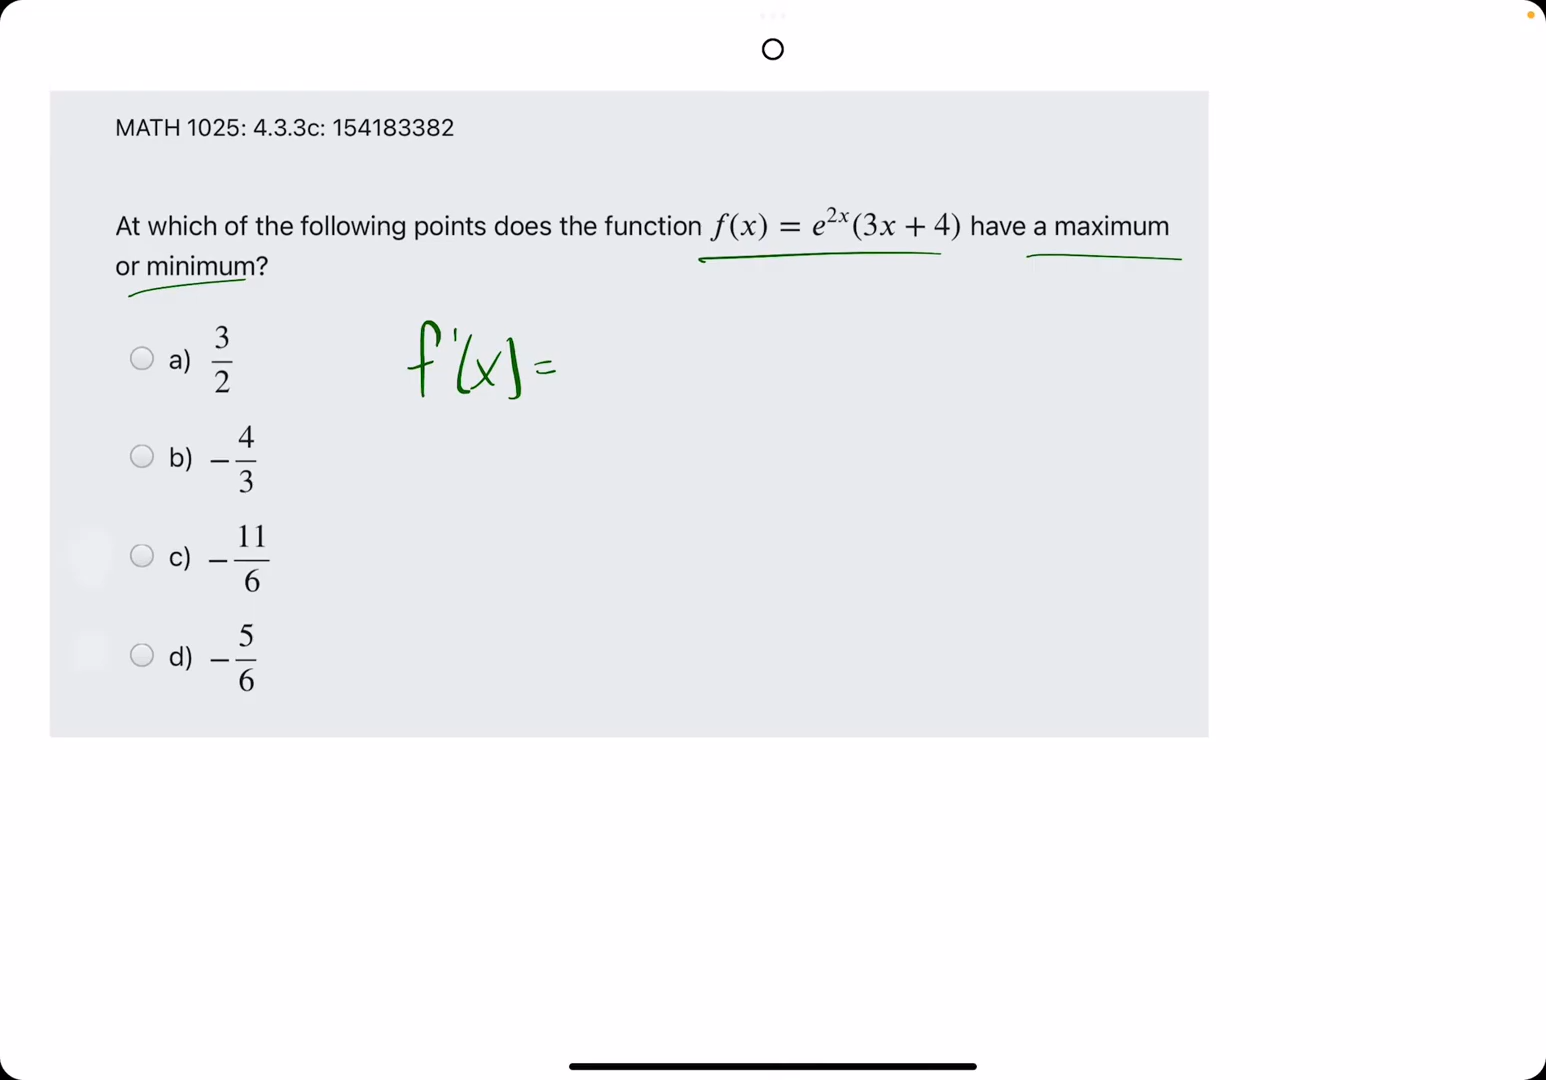 MATH 1025: 4.3.3c: 154183382
At which of the following points does the function f(x) = e^{2x}(3x + 4) have a maximum
or minimum?
a) 3/2
f'(x) =
b) −4/3
c) −11/6
d) −5/6